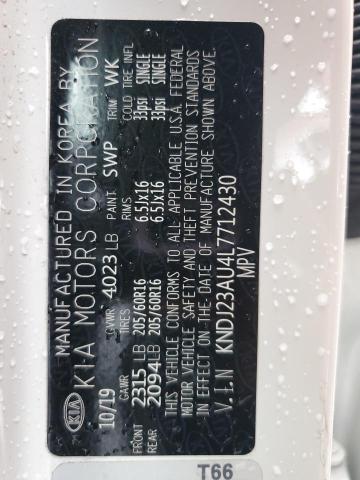 MANUFACTURED IN KOREA BY
KIA KIA MOTORS CORPORATION
10/19 GVWR 4023 LB PAINT SWP TRIM WK
GAWR TIRES RIMS COLD TIRE INFL
FRONT 2315 LB 205/60R16 6.5Jx16 33psi SINGLE
REAR 2094 LB 205/60R16 6.5Jx16 33psi SINGLE
THIS VEHICLE CONFORMS TO ALL APPLICABLE U.S.A. FEDERAL
MOTOR VEHICLE SAFETY AND THEFT PREVENTION STANDARDS
IN EFFECT ON THE DATE OF MANUFACTURE SHOWN ABOVE.
V.I.N KNDJ23AU4L7712430
MPV
T66